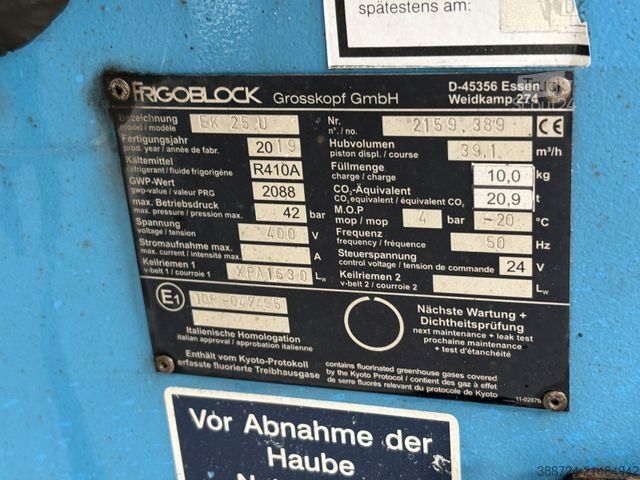 spätestens am:
FRIGOBLOCK Grosskopf GmbH
D-45356 Essen
Weidkamp 274
Bezeichnung
model / modèle
EK 25 U
Nr.
n°. / no.
2159.389
CE
Fertigungsjahr
prod. year / année de fabr.
2019
Hubvolumen
piston displ. / course
39.1 m³/h
Kältemittel
refrigerant / fluide frigorigène
R410A
Füllmenge
charge / charge
10,0 kg
GWP-Wert
gwp-value / valeur PRG
2088
CO₂-Äquivalent
CO₂ equivalent / équivalent CO₂
20,9 t
max. Betriebsdruck
max. pressure / pression max.
42 bar
M.O.P
mop / mop
4 bar -20 °C
Spannung
voltage / tension
400 V
Frequenz
frequency / fréquence
50 Hz
Stromaufnahme max.
max. current / intensité max.
A
Steuerspannung
control voltage / tension de commande
24 V
Keilriemen 1
v-belt 1 / courroie 1
XPA1630 Lw
Keilriemen 2
v-belt 2 / courroie 2
Lw
E1
10R-047495
Italienische Homologation
italian approval / approbation italienne
Nächste Wartung +
Dichtheitsprüfung
next maintenance + leak test
prochaine maintenance
+ test d'étanchéité
Enthält vom Kyoto-Protokoll
erfasste fluorierte Treibhausgase
contains fluorinated greenhouse gases covered
by the Kyoto Protocol / contient des gaz à effet
de serre fluorés relevant du protocole de Kyoto
11-0287b
Vor Abnahme der
Haube
388724-21484942